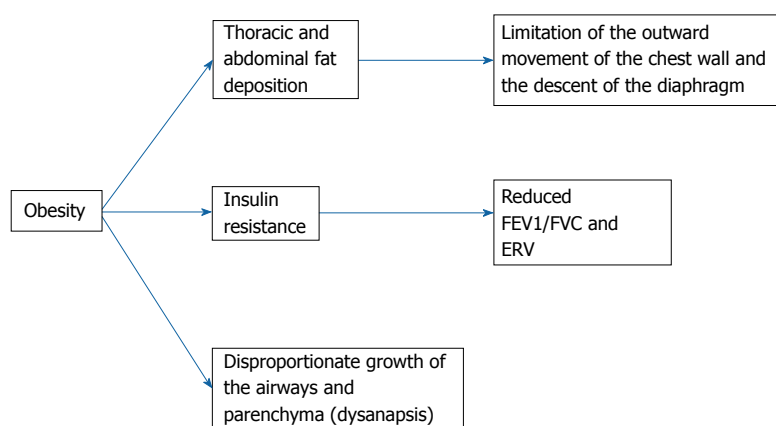 Thoracic and
abdominal fat
deposition
Limitation of the outward
movement of the chest wall and
the descent of the diaphragm
Obesity
Insulin
resistance
Reduced
FEV1/FVC and
ERV
Disproportionate growth of
the airways and
parenchyma (dysanapsis)